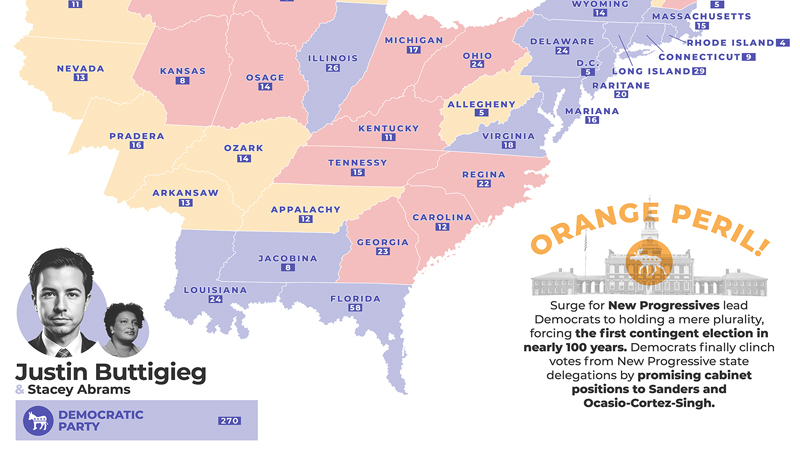 11
WYOMING
14
5
MASSACHUSETTS
15
MICHIGAN
17
DELAWARE
24
RHODE ISLAND 4
OHIO
24
ILLINOIS
26
CONNECTICUT 9
D.C.
5
NEVADA
13
KANSAS
8
OSAGE
14
LONG ISLAND 29
RARITANE
20
ALLEGHENY
5
MARIANA
16
KENTUCKY
11
VIRGINIA
18
PRADERA
16
OZARK
14
TENNESSY
15
REGINA
22
ARKANSAW
13
APPALACHY
12
CAROLINA
12
GEORGIA
23
JACOBINA
8
LOUISIANA
24
FLORIDA
58
ORANGE PERIL!
Surge for New Progressives lead
Democrats to holding a mere plurality,
forcing the first contingent election in
nearly 100 years. Democrats finally clinch
votes from New Progressive state
delegations by promising cabinet
positions to Sanders and
Ocasio-Cortez-Singh.
Justin Buttigieg
& Stacey Abrams
DEMOCRATIC
PARTY
270